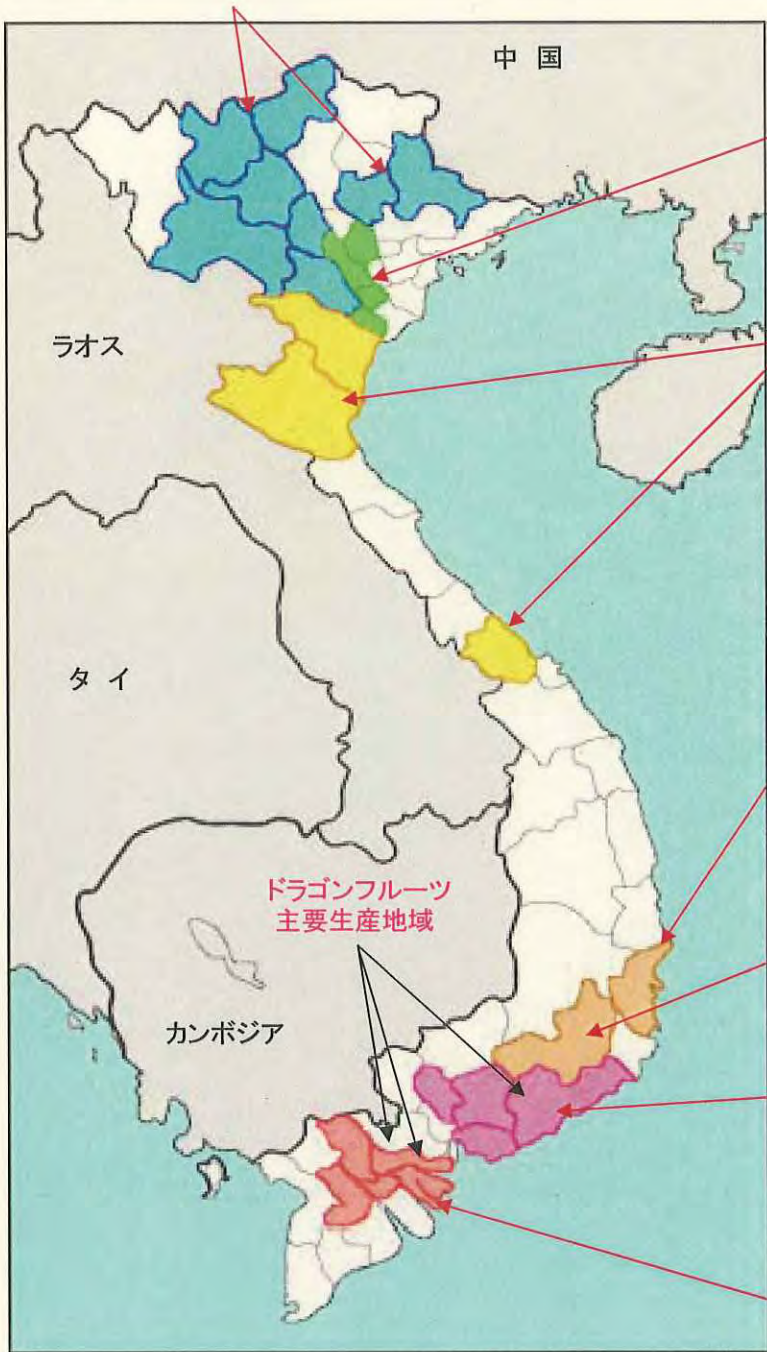 中 国
ラオス
タ イ
ドラゴンフルーツ
主要生産地域
カンボジア